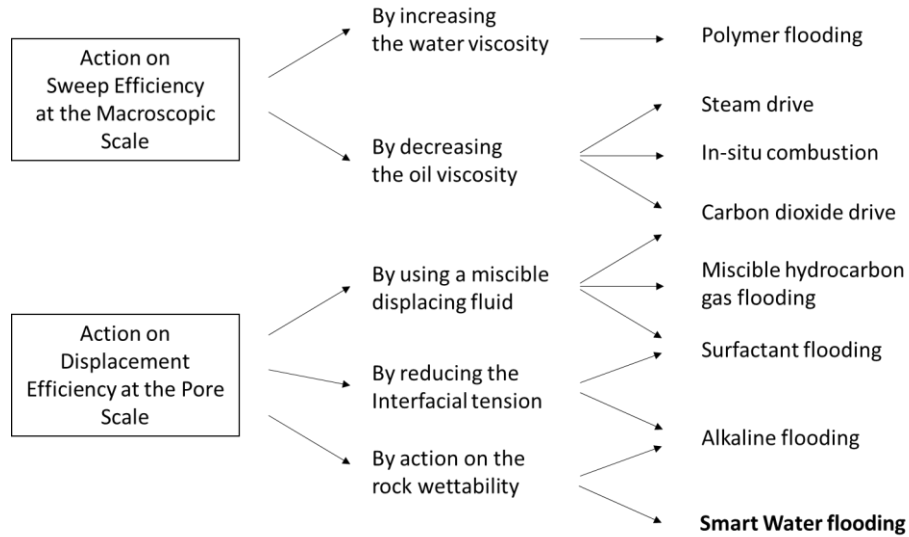 Action on
Sweep Efficiency
at the Macroscopic
Scale
By increasing
the water viscosity
By decreasing
the oil viscosity
Polymer flooding
Steam drive
In-situ combustion
Carbon dioxide drive
Action on
Displacement
Efficiency at the Pore
Scale
By using a miscible
displacing fluid
By reducing the
Interfacial tension
By action on the
rock wettability
Miscible hydrocarbon
gas flooding
Surfactant flooding
Alkaline flooding
Smart Water flooding